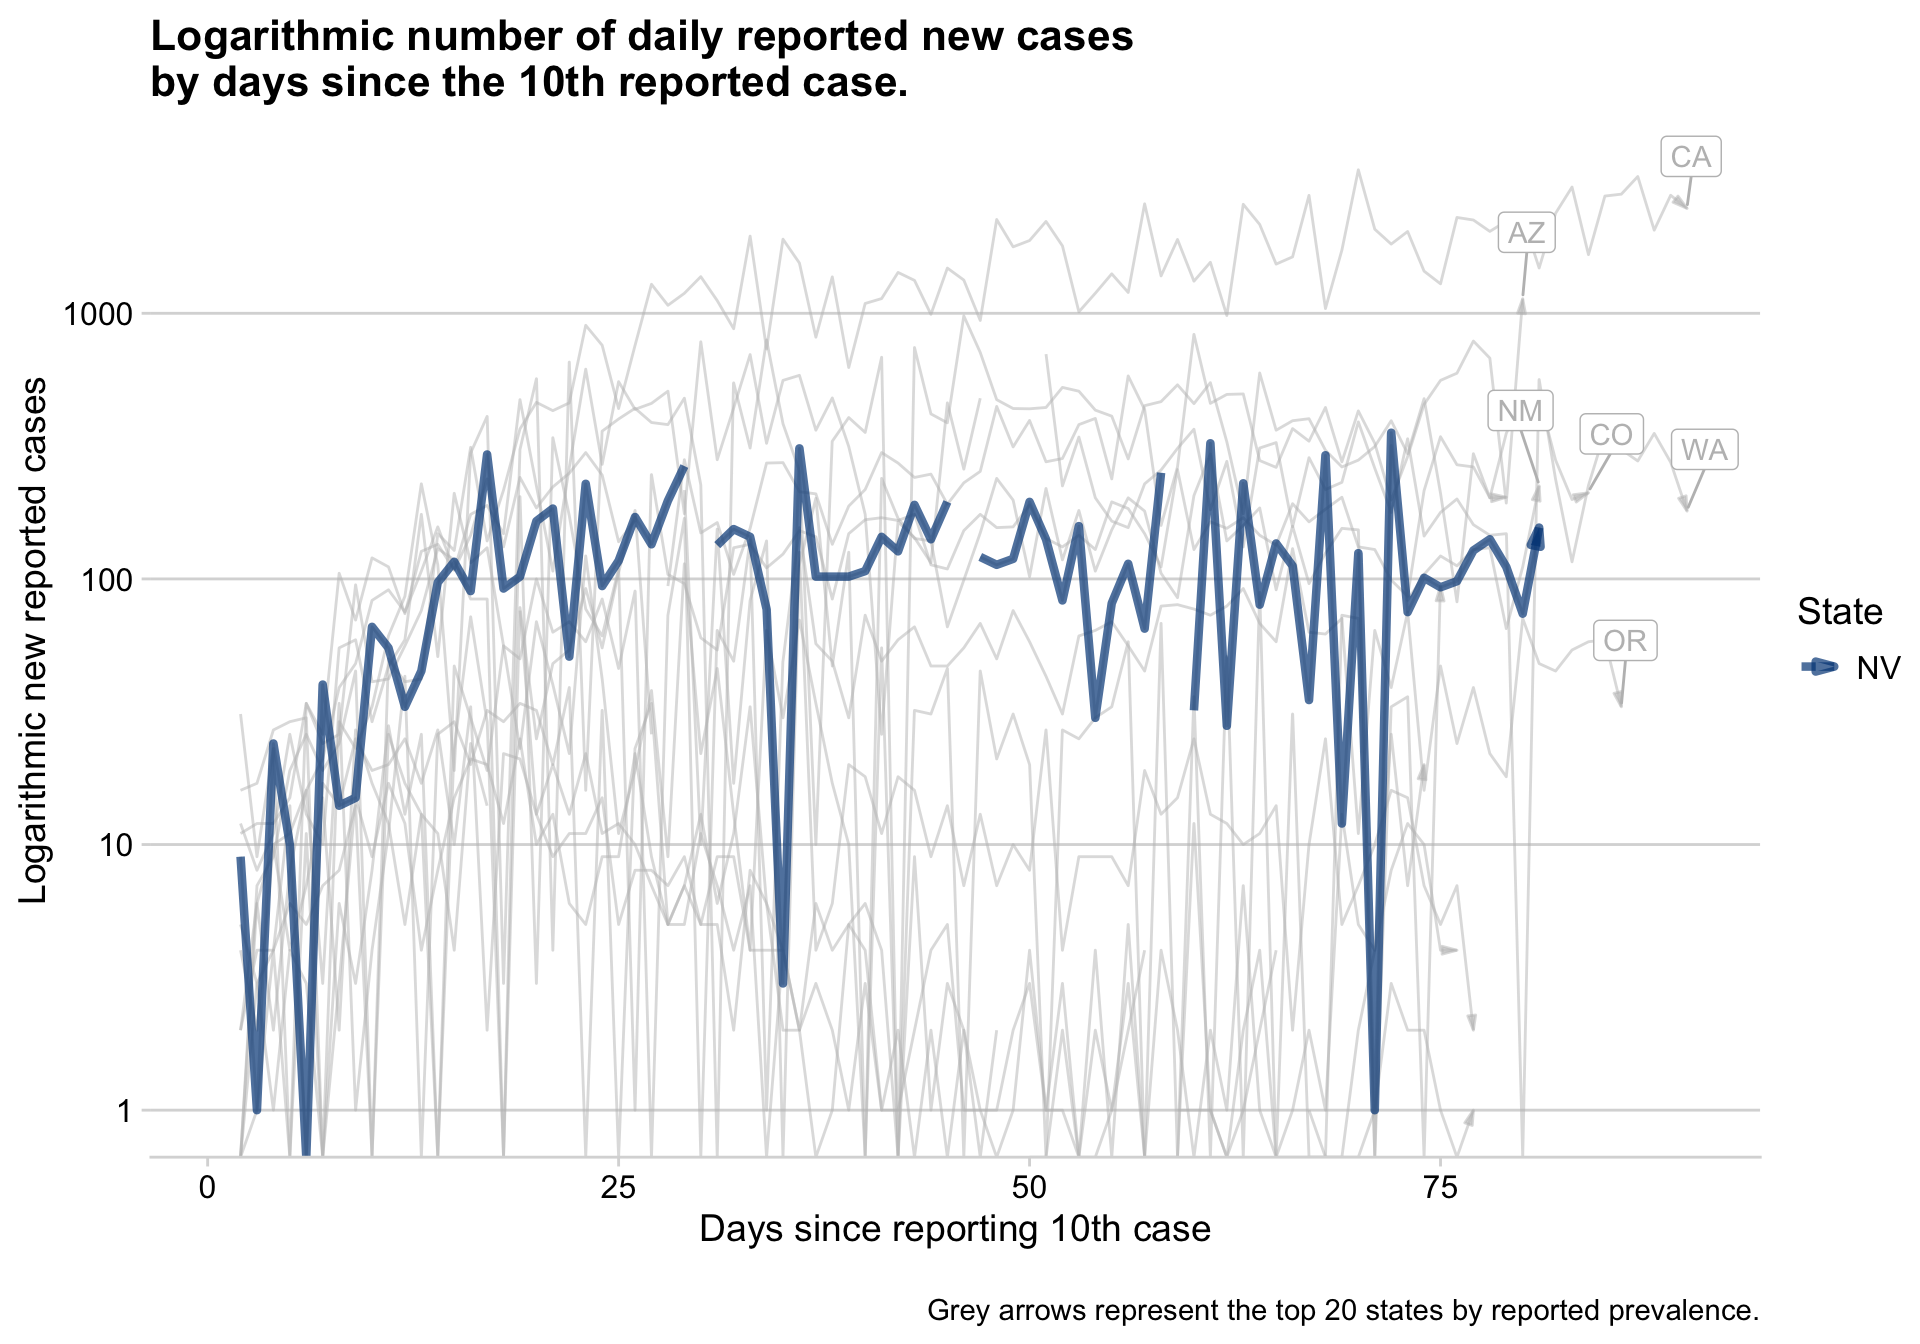 Logarithmic number of daily reported new cases
by days since the 10th reported case.
Logarithmic new reported cases
1000
100
10
1
CA
AZ
NM
CO
WA
OR
State
NV
0
25
50
75
Days since reporting 10th case
Grey arrows represent the top 20 states by reported prevalence.